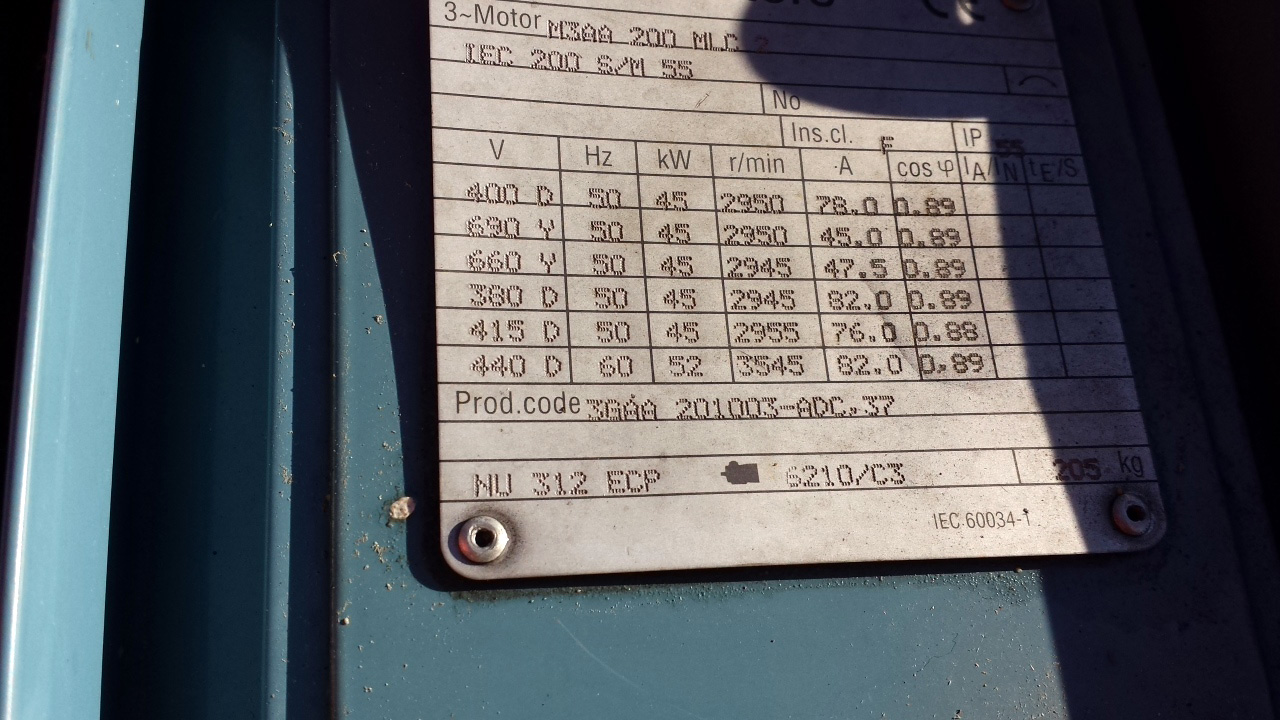 3~Motor M3AA 200 MLC 2
IEC 200 S/M 55
No
Ins.cl. F IP 55
V Hz kW r/min A cos φ IA/IN tE/S
400 D 50 45 2950 78.0 0.89
690 Y 50 45 2950 45.0 0.89
660 Y 50 45 2945 47.5 0.89
380 D 50 45 2945 82.0 0.89
415 D 50 45 2955 76.0 0.88
440 D 60 52 3545 82.0 0.89
Prod.code 3GAA 201003-ADC.37
NU 312 ECP 6210/C3 205 kg
IEC 60034-1